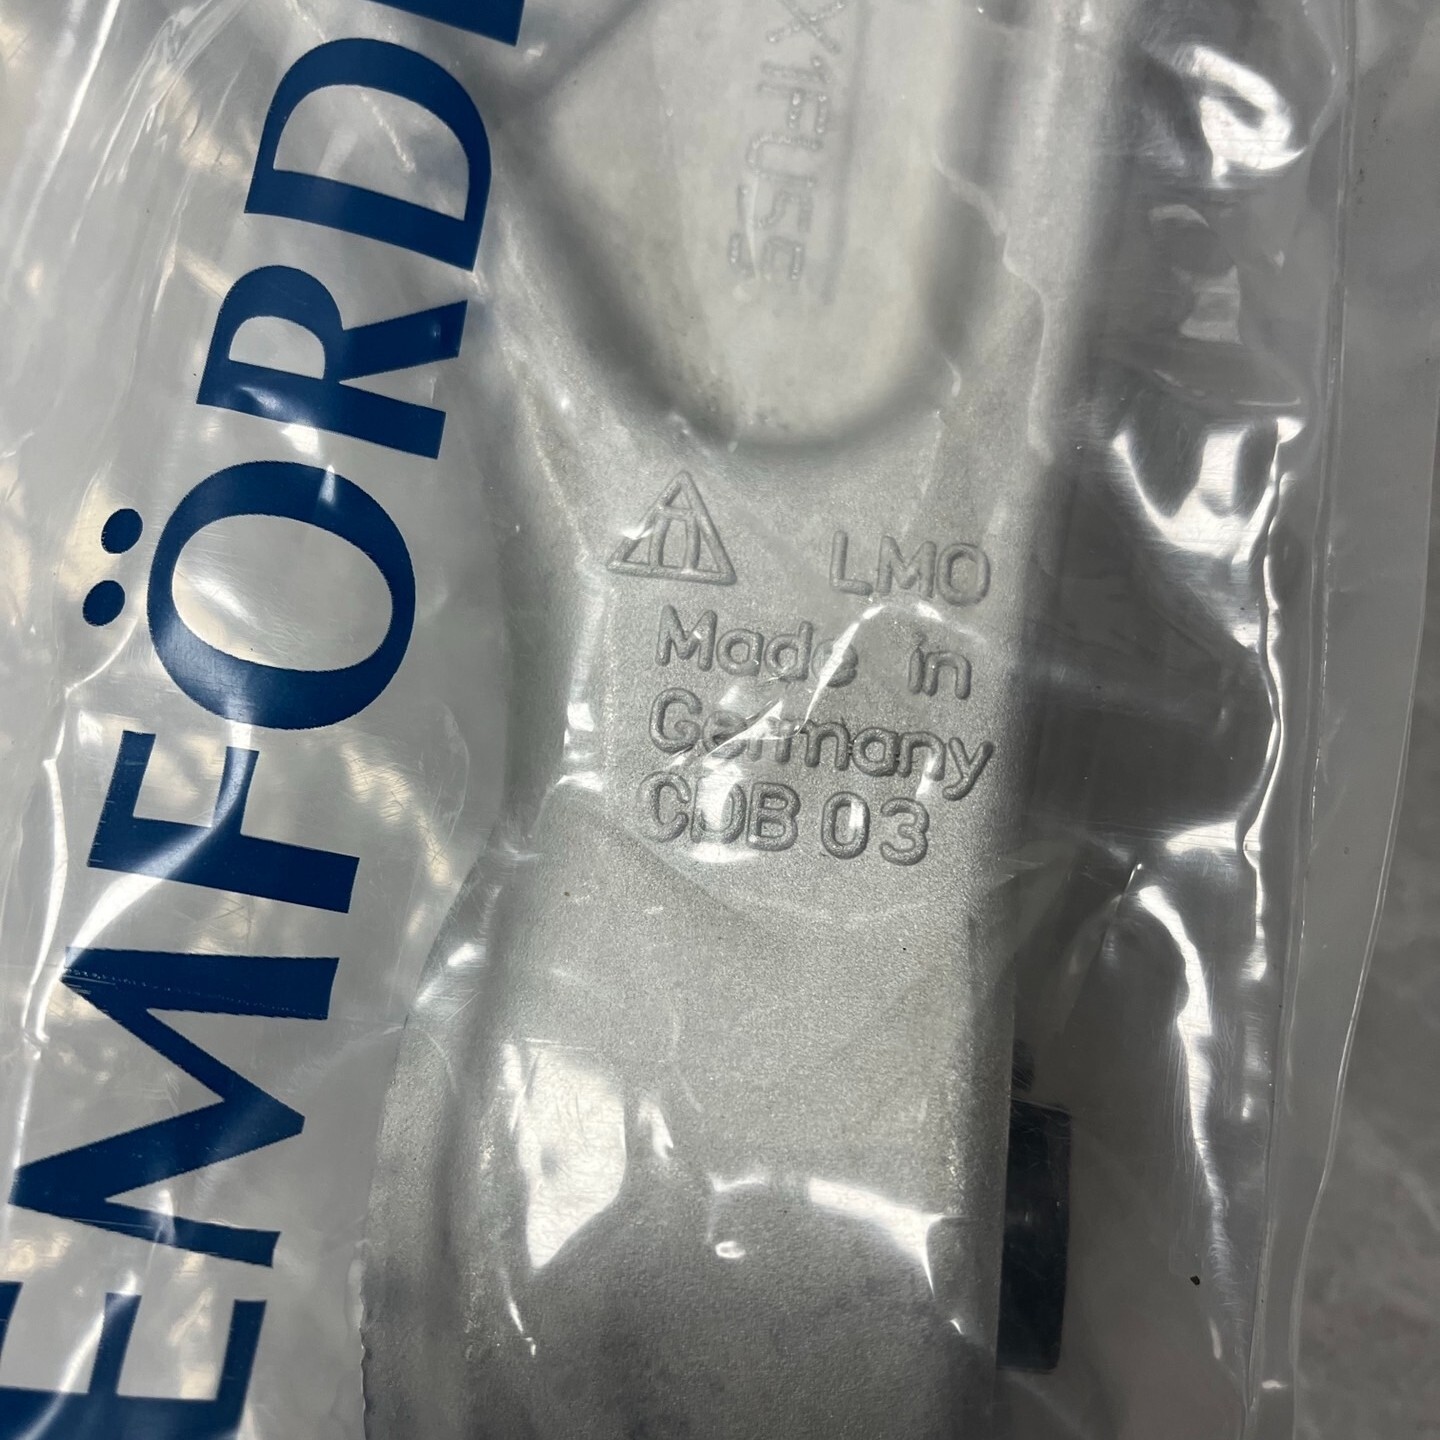 EMFÖRD
LMO
Made in
Germany
CDB 03